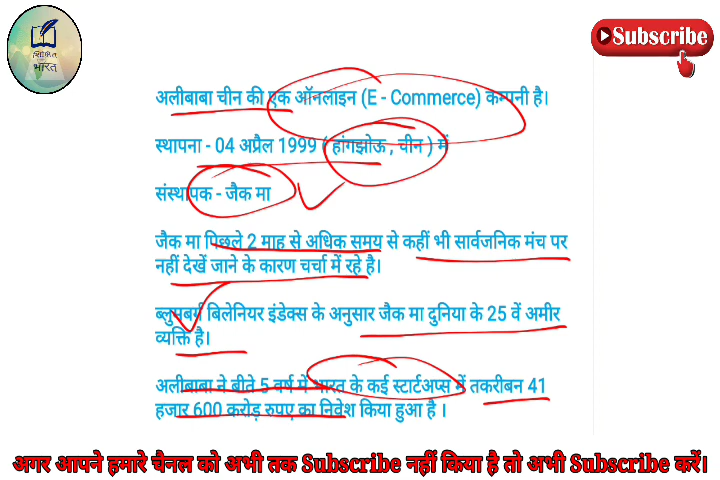 शिक्षित
भारत
Subscribe
अलीबाबा चीन की एक ऑनलाइन (E - Commerce) कम्पनी है।
स्थापना - 04 अप्रैल 1999 ( हांगझोऊ , चीन ) में
संस्थापक - जैक मा
जैक मा पिछले 2 माह से अधिक समय से कहीं भी सार्वजनिक मंच पर
नहीं देखें जाने के कारण चर्चा में रहे है।
ब्लुमबर्ग बिलेनियर इंडेक्स के अनुसार जैक मा दुनिया के 25 वें अमीर
व्यक्ति है।
अलीबाबा ने बीते 5 वर्ष में भारत के कई स्टार्टअप्स में तकरीबन 41
हजार 600 करोड़ रुपए का निवेश किया हुआ है ।
अगर आपने हमारे चैनल को अभी तक Subscribe नहीं किया है तो अभी Subscribe करें।